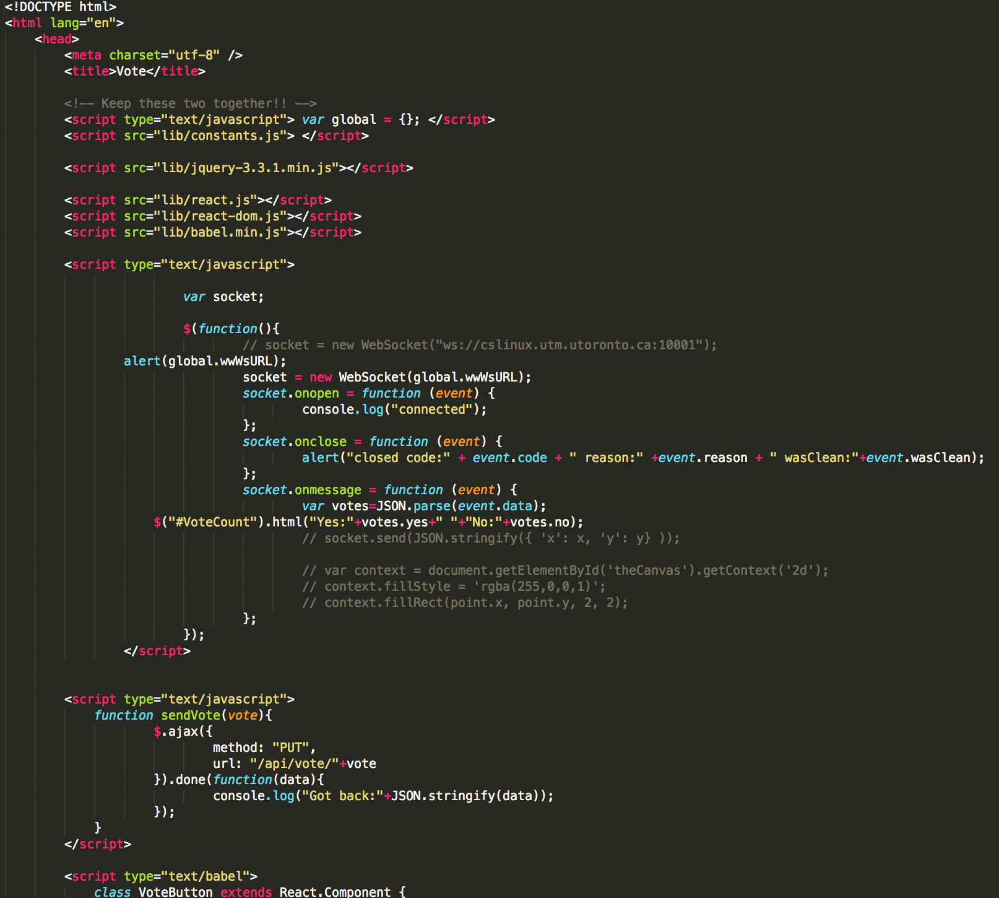 <!DOCTYPE html>
<html lang="en">
    <head>
        <meta charset="utf-8" />
        <title>Vote</title>

        <!-- Keep these two together!! -->
        <script type="text/javascript"> var global = {}; </script>
        <script src="lib/constants.js"> </script>

        <script src="lib/jquery-3.3.1.min.js"></script>

        <script src="lib/react.js"></script>
        <script src="lib/react-dom.js"></script>
        <script src="lib/babel.min.js"></script>

        <script type="text/javascript">

                        var socket;

                        $(function(){
                                // socket = new WebSocket("ws://cslinux.utm.utoronto.ca:10001");
                alert(global.wwWsURL);
                                socket = new WebSocket(global.wwWsURL);
                                socket.onopen = function (event) {
                                        console.log("connected");
                                };
                                socket.onclose = function (event) {
                                        alert("closed code:" + event.code + " reason:" +event.reason + " wasClean:"+event.wasClean);
                                };
                                socket.onmessage = function (event) {
                                        var votes=JSON.parse(event.data);
                    $("#VoteCount").html("Yes:"+votes.yes+" "+"No:"+votes.no);
                                        // socket.send(JSON.stringify({ 'x': x, 'y': y} ));

                                        // var context = document.getElementById('theCanvas').getContext('2d');
                                        // context.fillStyle = 'rgba(255,0,0,1)';
                                        // context.fillRect(point.x, point.y, 2, 2);
                                };
                        });
                </script>


        <script type="text/javascript">
            function sendVote(vote){
                    $.ajax({
                            method: "PUT",
                            url: "/api/vote/"+vote
                    }).done(function(data){
                            console.log("Got back:"+JSON.stringify(data));
                    });
            }
        </script>

        <script type="text/babel">
            class VoteButton extends React.Component {